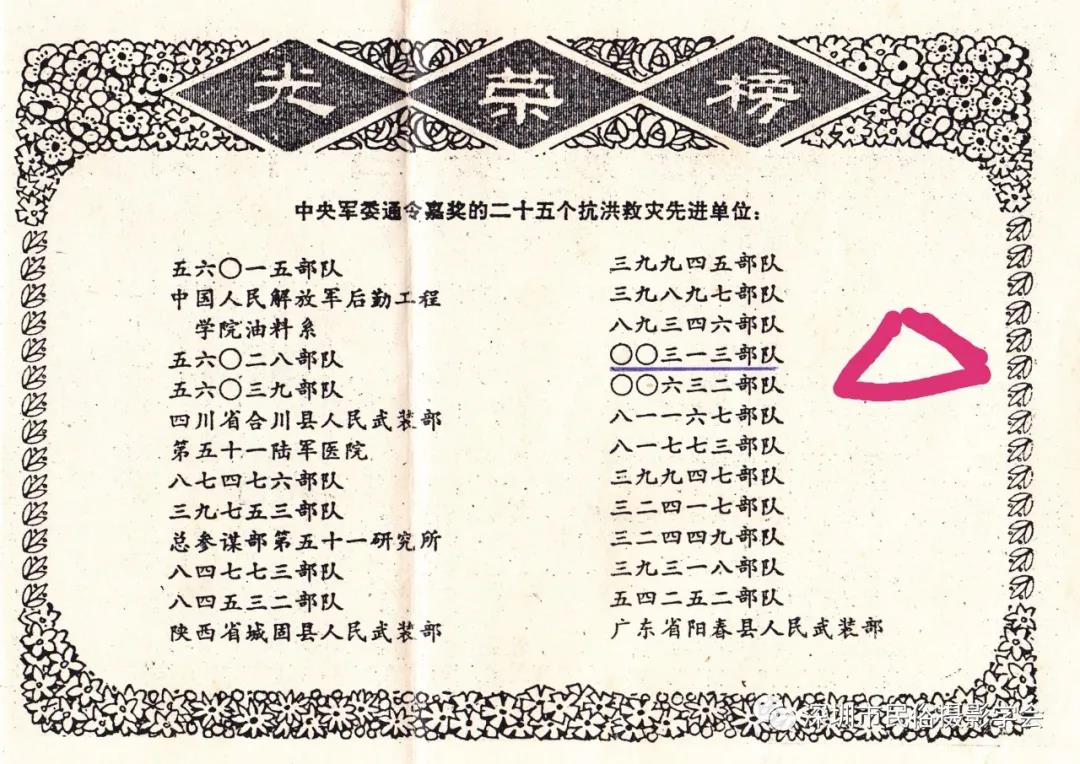 光荣榜
中央军委通令嘉奖的二十五个抗洪救灾先进单位：
五六〇一五部队
中国人民解放军后勤工程
学院油料系
五六〇二八部队
五六〇三九部队
四川省合川县人民武装部
第五十一陆军医院
八七四七六部队
三九七五三部队
总参谋部第五十一研究所
八四七七三部队
八四五三二部队
陕西省城固县人民武装部
三九九四五部队
三九八九七部队
八九三四六部队
〇〇三一三部队
〇〇六三二部队
八一一六七部队
八一七七三部队
三九九四七部队
三二四一七部队
三二四四九部队
三九三一八部队
五四二五二部队
广东省阳春县人民武装部
深圳市民俗摄影学会